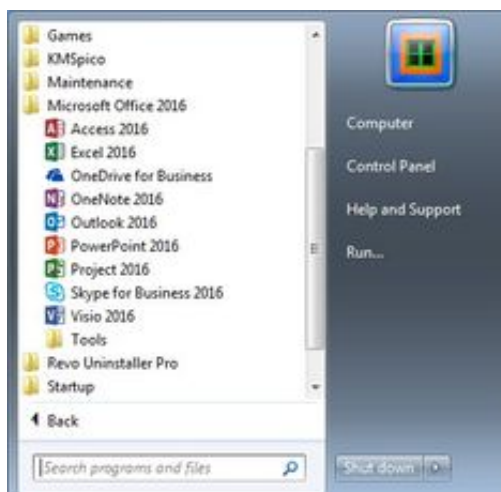 Games
KMSpico
Maintenance
Microsoft Office 2016
Access 2016
Excel 2016
OneDrive for Business
OneNote 2016
Outlook 2016
PowerPoint 2016
Project 2016
Skype for Business 2016
Visio 2016
Tools
Revo Uninstaller Pro
Startup
Back
Search programs and files
Computer
Control Panel
Help and Support
Run...
Shut down